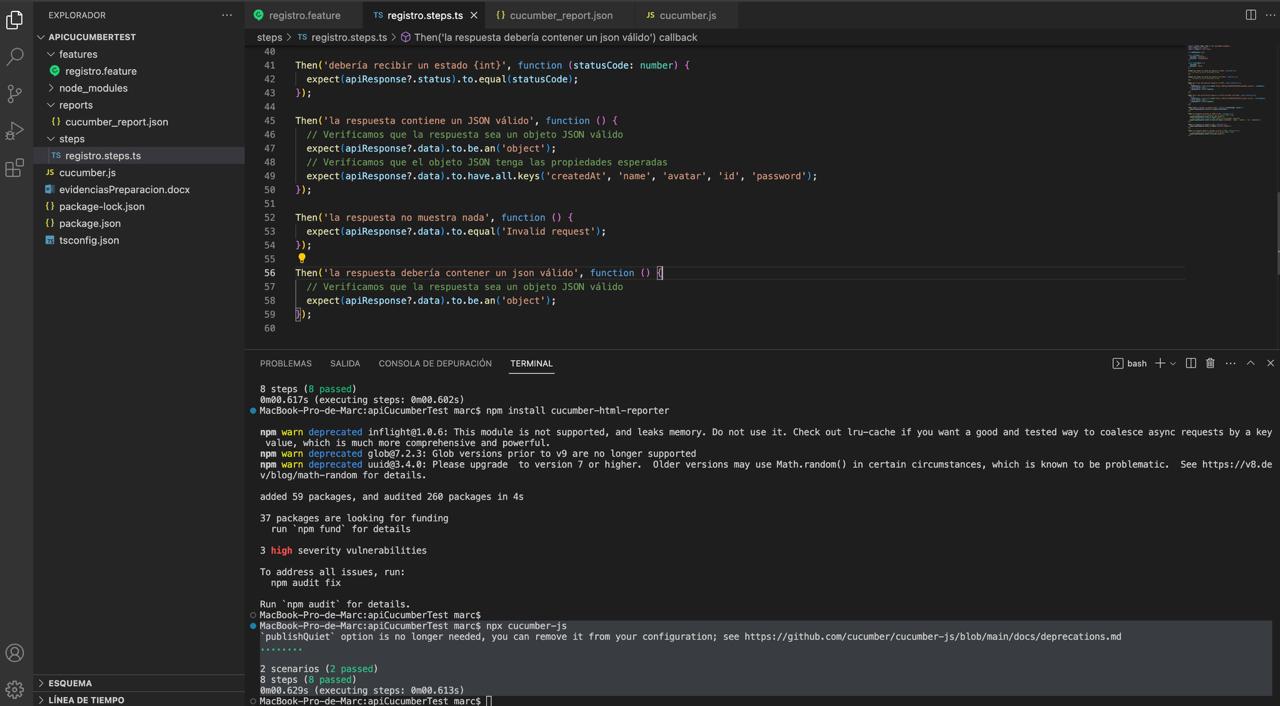 EXPLORADOR
APICUCUMBERTEST
features
registro.feature
node_modules
reports
cucumber_report.json
steps
registro.steps.ts
cucumber.js
evidenciasPreparacion.docx
package-lock.json
package.json
tsconfig.json
ESQUEMA
LÍNEA DE TIEMPO
registro.feature registro.steps.ts cucumber_report.json cucumber.js
steps > registro.steps.ts > Then('la respuesta debería contener un json válido') callback
40
41 Then('debería recibir un estado {int}', function (statusCode: number) {
42 expect(apiResponse?.status).to.equal(statusCode);
43 });
44
45 Then('la respuesta contiene un JSON válido', function () {
46 // Verificamos que la respuesta sea un objeto JSON válido
47 expect(apiResponse?.data).to.be.an('object');
48 // Verificamos que el objeto JSON tenga las propiedades esperadas
49 expect(apiResponse?.data).to.have.all.keys('createdAt', 'name', 'avatar', 'id', 'password');
50 });
51
52 Then('la respuesta no muestra nada', function () {
53 expect(apiResponse?.data).to.equal('Invalid request');
54 });
55
56 Then('la respuesta debería contener un json válido', function () {
57 // Verificamos que la respuesta sea un objeto JSON válido
58 expect(apiResponse?.data).to.be.an('object');
59 });
60
PROBLEMAS SALIDA CONSOLA DE DEPURACIÓN TERMINAL bash
8 steps (8 passed)
0m00.617s (executing steps: 0m00.602s)
MacBook-Pro-de-Marc:apiCucumberTest marc$ npm install cucumber-html-reporter
npm warn deprecated inflight@1.0.6: This module is not supported, and leaks memory. Do not use it. Check out lru-cache if you want a good and tested way to coalesce async requests by a key
value, which is much more comprehensive and powerful.
npm warn deprecated glob@7.2.3: Glob versions prior to v9 are no longer supported
npm warn deprecated uuid@3.4.0: Please upgrade  to version 7 or higher.  Older versions may use Math.random() in certain circumstances, which is known to be problematic.  See https://v8.de
v/blog/math-random for details.
added 59 packages, and audited 260 packages in 4s
37 packages are looking for funding
run `npm fund` for details
3 high severity vulnerabilities
To address all issues, run:
npm audit fix
Run `npm audit` for details.
MacBook-Pro-de-Marc:apiCucumberTest marc$
MacBook-Pro-de-Marc:apiCucumberTest marc$ npx cucumber-js
`publishQuiet` option is no longer needed, you can remove it from your configuration; see https://github.com/cucumber/cucumber-js/blob/main/docs/deprecations.md
........
2 scenarios (2 passed)
8 steps (8 passed)
0m00.629s (executing steps: 0m00.613s)
MacBook-Pro-de-Marc:apiCucumberTest marc$